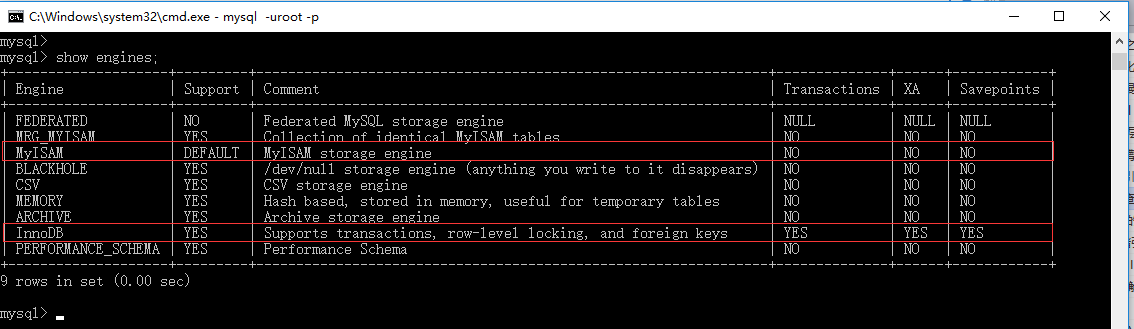 C:\Windows\system32\cmd.exe - mysql  -uroot -p
mysql>
mysql> show engines;
+--------------------+---------+----------------------------------------------------------------+--------------+------+------------+
| Engine             | Support | Comment                                                        | Transactions | XA   | Savepoints |
+--------------------+---------+----------------------------------------------------------------+--------------+------+------------+
| FEDERATED          | NO      | Federated MySQL storage engine                                 | NULL         | NULL | NULL       |
| MRG_MYISAM         | YES     | Collection of identical MyISAM tables                          | NO           | NO   | NO         |
| MyISAM             | DEFAULT | MyISAM storage engine                                          | NO           | NO   | NO         |
| BLACKHOLE          | YES     | /dev/null storage engine (anything you write to it disappears) | NO           | NO   | NO         |
| CSV                | YES     | CSV storage engine                                             | NO           | NO   | NO         |
| MEMORY             | YES     | Hash based, stored in memory, useful for temporary tables      | NO           | NO   | NO         |
| ARCHIVE            | YES     | Archive storage engine                                         | NO           | NO   | NO         |
| InnoDB             | YES     | Supports transactions, row-level locking, and foreign keys     | YES          | YES  | YES        |
| PERFORMANCE_SCHEMA | YES     | Performance Schema                                             | NO           | NO   | NO         |
+--------------------+---------+----------------------------------------------------------------+--------------+------+------------+
9 rows in set (0.00 sec)
mysql>